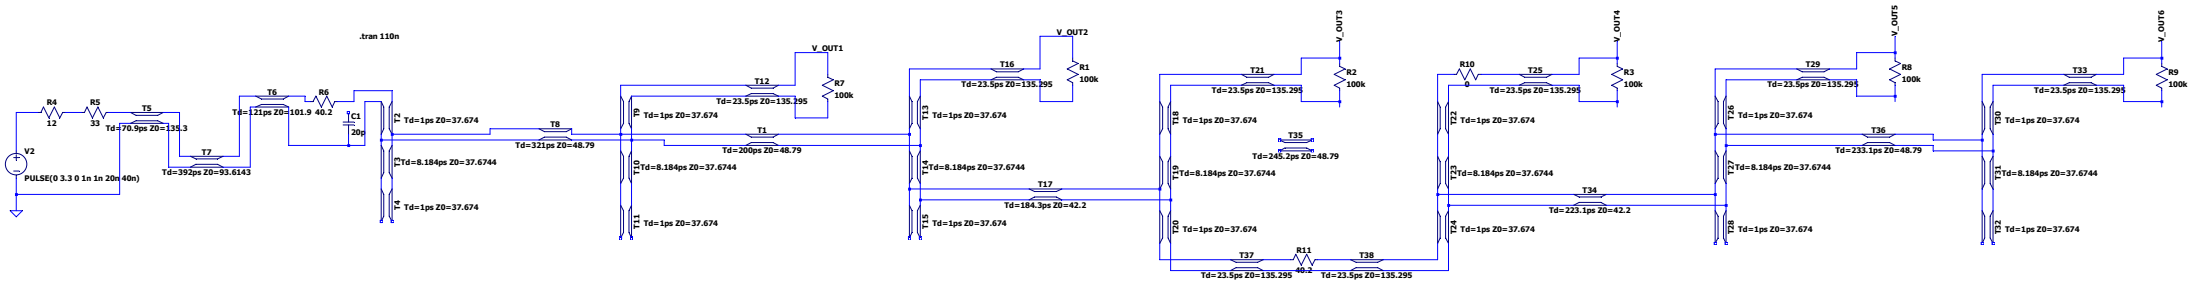 .tran 110n
V2
PULSE(0 3.3 0 1n 1n 20n 40n)
R4
12
R5
33
T5
Td=70.9ps Z0=135.3
T7
Td=392ps Z0=93.6143
T6
Td=121ps Z0=101.9
R6
40.2
C1
20p
T2
Td=1ps Z0=37.674
T3
Td=8.184ps Z0=37.6744
T4
Td=1ps Z0=37.674
T8
Td=321ps Z0=48.79
T9
Td=1ps Z0=37.674
T10
Td=8.184ps Z0=37.6744
T11
Td=1ps Z0=37.674
T12
Td=23.5ps Z0=135.295
V_OUT1
R7
100k
T1
Td=200ps Z0=48.79
T13
Td=1ps Z0=37.674
T14
Td=8.184ps Z0=37.6744
T15
Td=1ps Z0=37.674
T16
Td=23.5ps Z0=135.295
V_OUT2
R1
100k
T17
Td=184.3ps Z0=42.2
T18
Td=1ps Z0=37.674
T19
Td=8.184ps Z0=37.6744
T20
Td=1ps Z0=37.674
T21
Td=23.5ps Z0=135.295
V_OUT3
R2
100k
T35
Td=245.2ps Z0=48.79
T37
Td=23.5ps Z0=135.295
R11
40.2
T38
Td=23.5ps Z0=135.295
T22
Td=1ps Z0=37.674
T23
Td=8.184ps Z0=37.6744
T24
Td=1ps Z0=37.674
R10
0
T25
Td=23.5ps Z0=135.295
V_OUT4
R3
100k
T34
Td=223.1ps Z0=42.2
T26
Td=1ps Z0=37.674
T27
Td=8.184ps Z0=37.6744
T28
Td=1ps Z0=37.674
T29
Td=23.5ps Z0=135.295
V_OUT5
R8
100k
T36
Td=233.1ps Z0=48.79
T30
Td=1ps Z0=37.674
T31
Td=8.184ps Z0=37.6744
T32
Td=1ps Z0=37.674
T33
Td=23.5ps Z0=135.295
V_OUT6
R9
100k